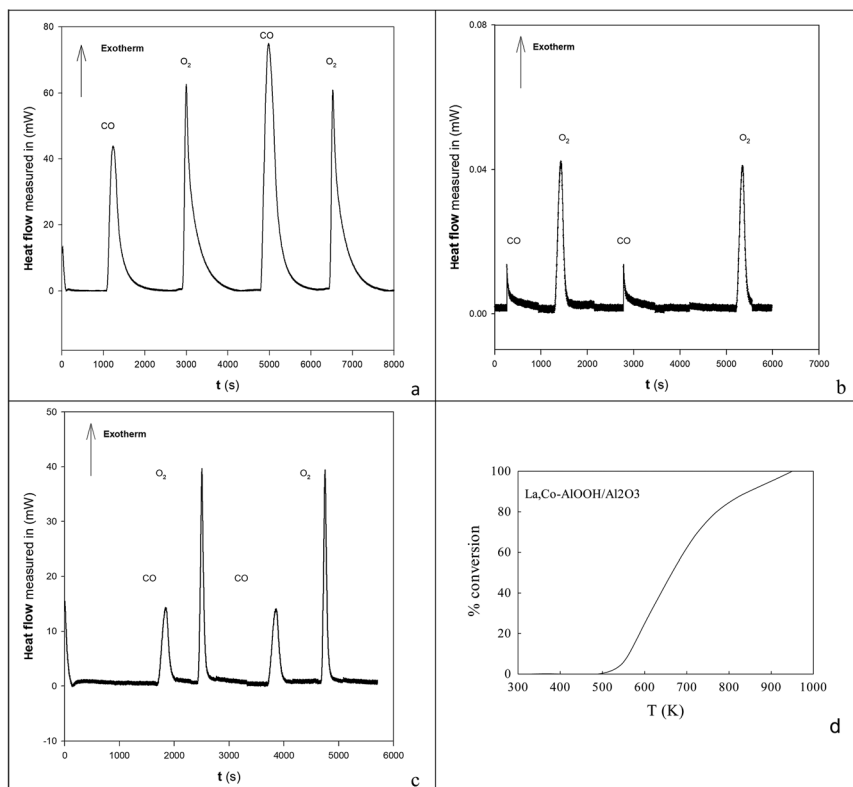 80
60
40
20
0
Heat flow measured in (mW)
Exotherm
CO
O2
CO
O2
0 1000 2000 3000 4000 5000 6000 7000 8000
t (s)
a
0.08
0.04
0.00
Heat flow measured in (mW)
Exotherm
CO
O2
CO
O2
0 1000 2000 3000 4000 5000 6000 7000
t (s)
b
50
40
30
20
10
0
-10
Heat flow measured in (mW)
Exotherm
O2
O2
CO
CO
0 1000 2000 3000 4000 5000 6000
t (s)
c
100
80
60
40
20
0
% conversion
La,Co-AlOOH/Al2O3
300 400 500 600 700 800 900 1000
T (K)
d